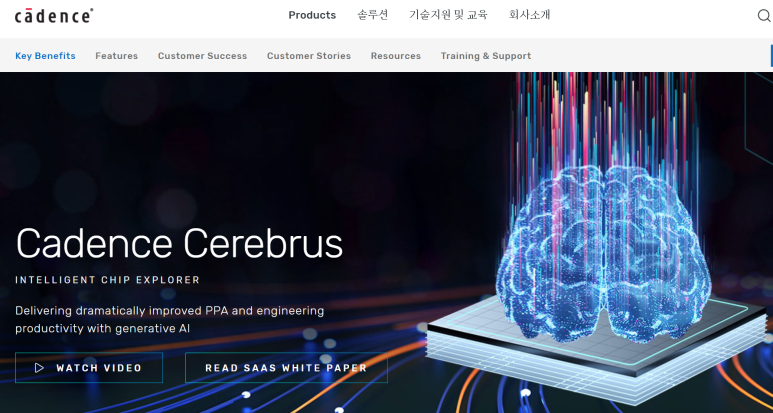 cādence®
Products 솔루션 기술지원 및 교육 회사소개
Key Benefits Features Customer Success Customer Stories Resources Training & Support
Cadence Cerebrus
INTELLIGENT CHIP EXPLORER
Delivering dramatically improved PPA and engineering
productivity with generative AI
WATCH VIDEO READ SAAS WHITE PAPER